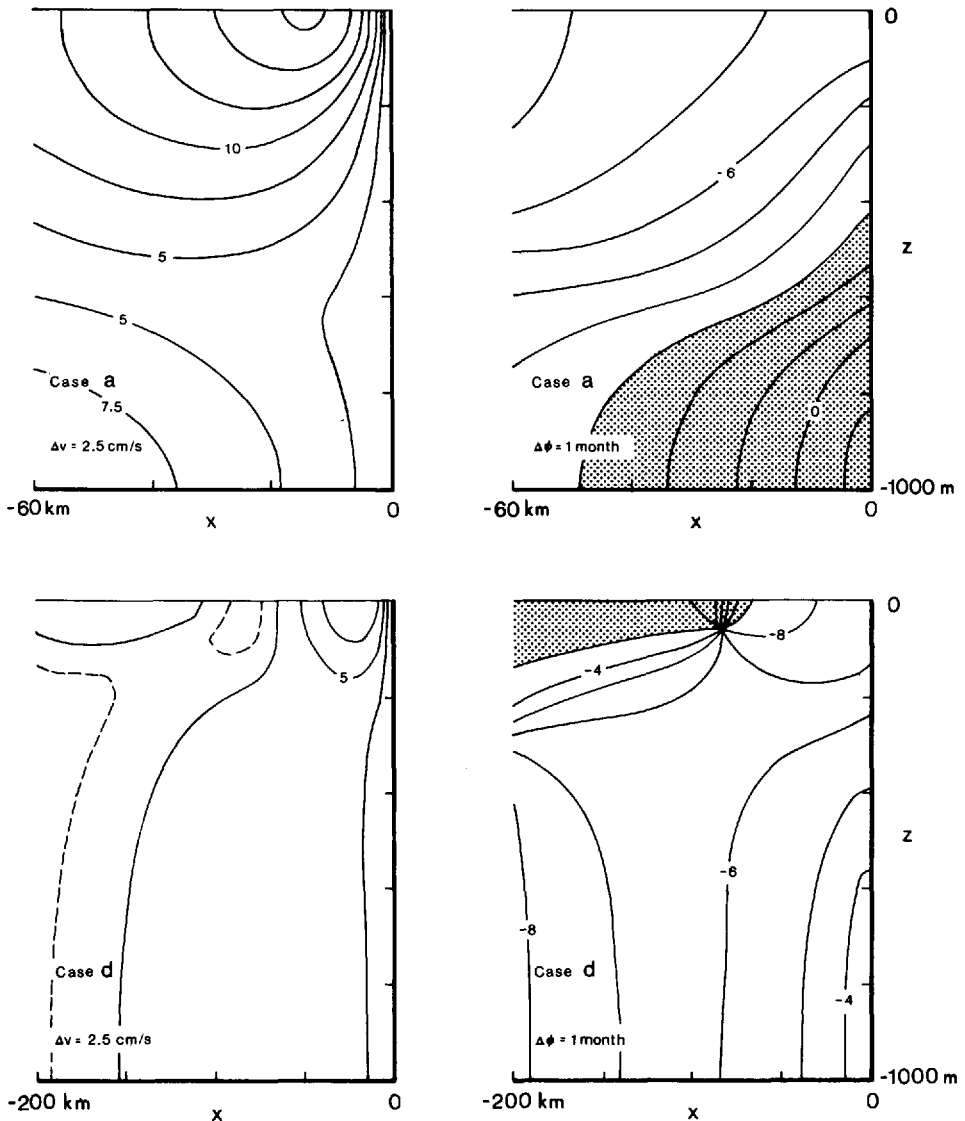 0
10
-6
5
z
5
Case a
Case a
7.5
0
Δv = 2.5 cm/s
Δϕ = 1 month
-1000 m
-60 km
0
-60 km
0
x
x
0
-8
-4
5
z
-6
-8
Case d
Case d
-4
Δv = 2.5 cm/s
Δϕ = 1 month
-1000 m
-200 km
0
-200 km
0
x
x